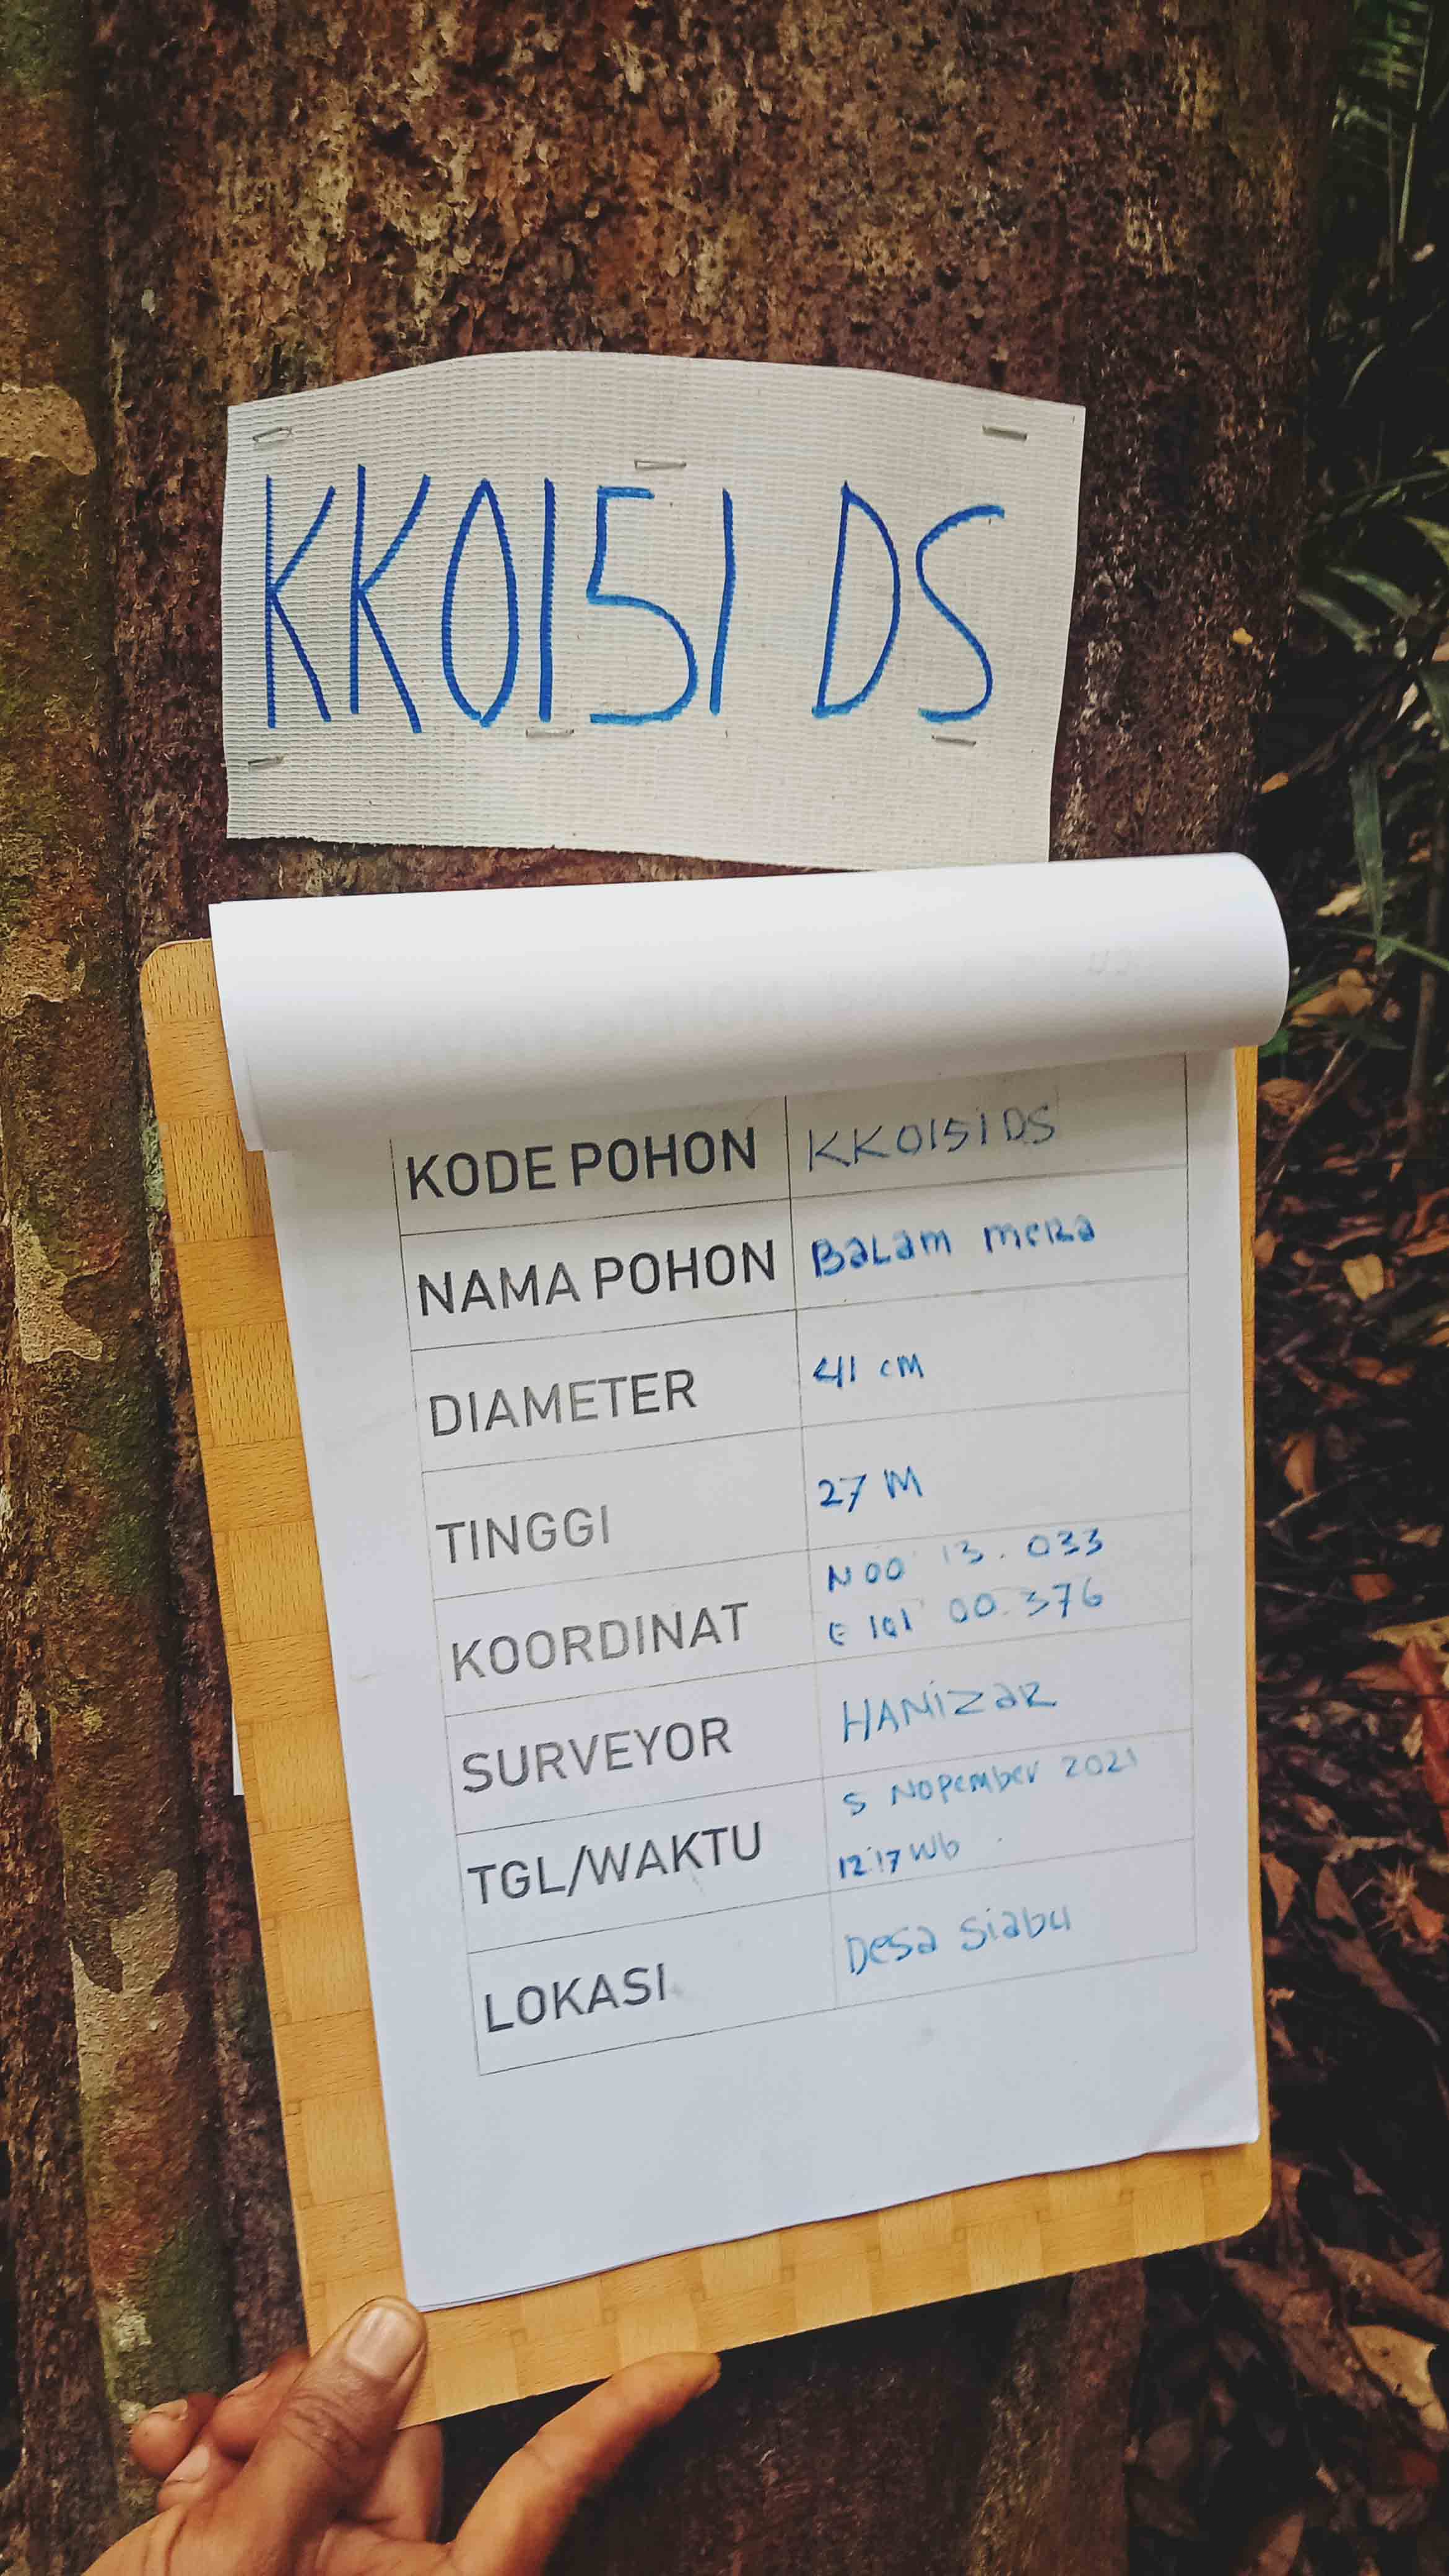 KK0151 DS
KODE POHON KK0151DS
NAMA POHON BaLam meRa
DIAMETER 41 cM
TINGGI 27 M
KOORDINAT N 00 13. 033
E 101 00. 376
SURVEYOR HANiZaR
TGL/WAKTU 5 Nopember 2021
12:17 Wb
LOKASI Desa Siabu